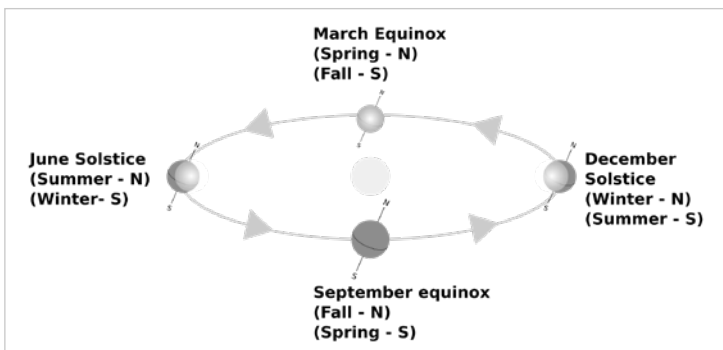 March Equinox
(Spring - N)
(Fall - S)
N
S
June Solstice
(Summer - N)
(Winter- S)
N
S
December
Solstice
(Winter - N)
(Summer - S)
N
S
N
S
September equinox
(Fall - N)
(Spring - S)